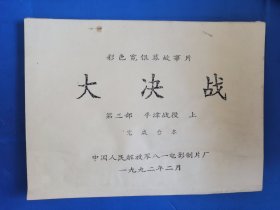 彩色宽银幕故事片
大决战
第三部 平津战役 上
完成台本
中国人民解放军八一电影制片厂
一九九二年二月